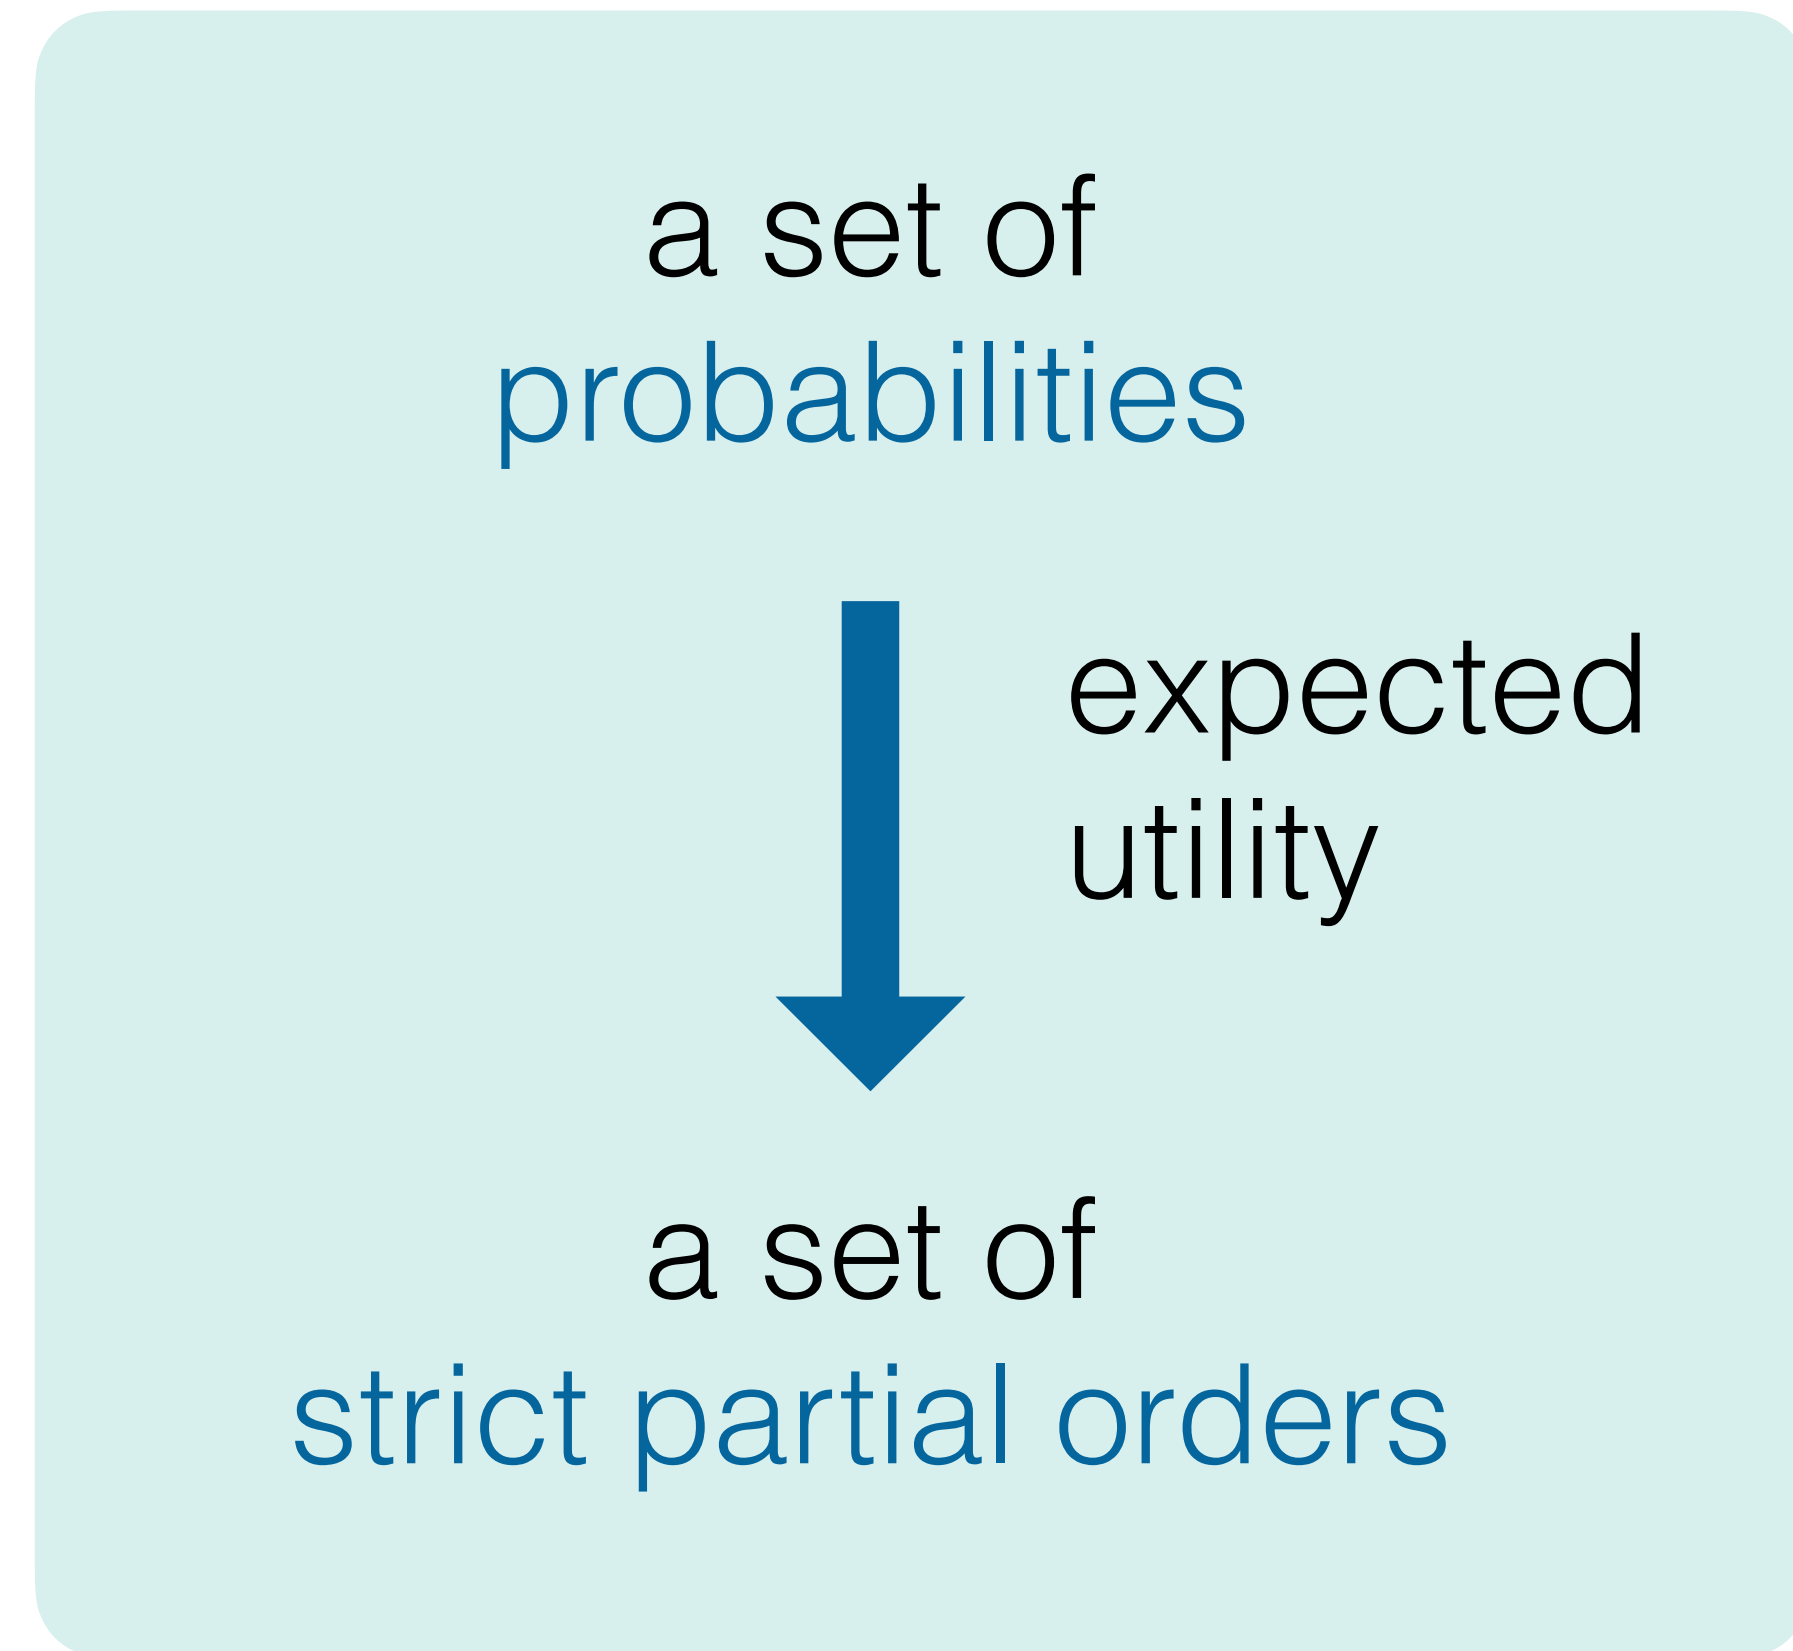 a set of
probabilities
expected
utility
a set of
strict partial orders